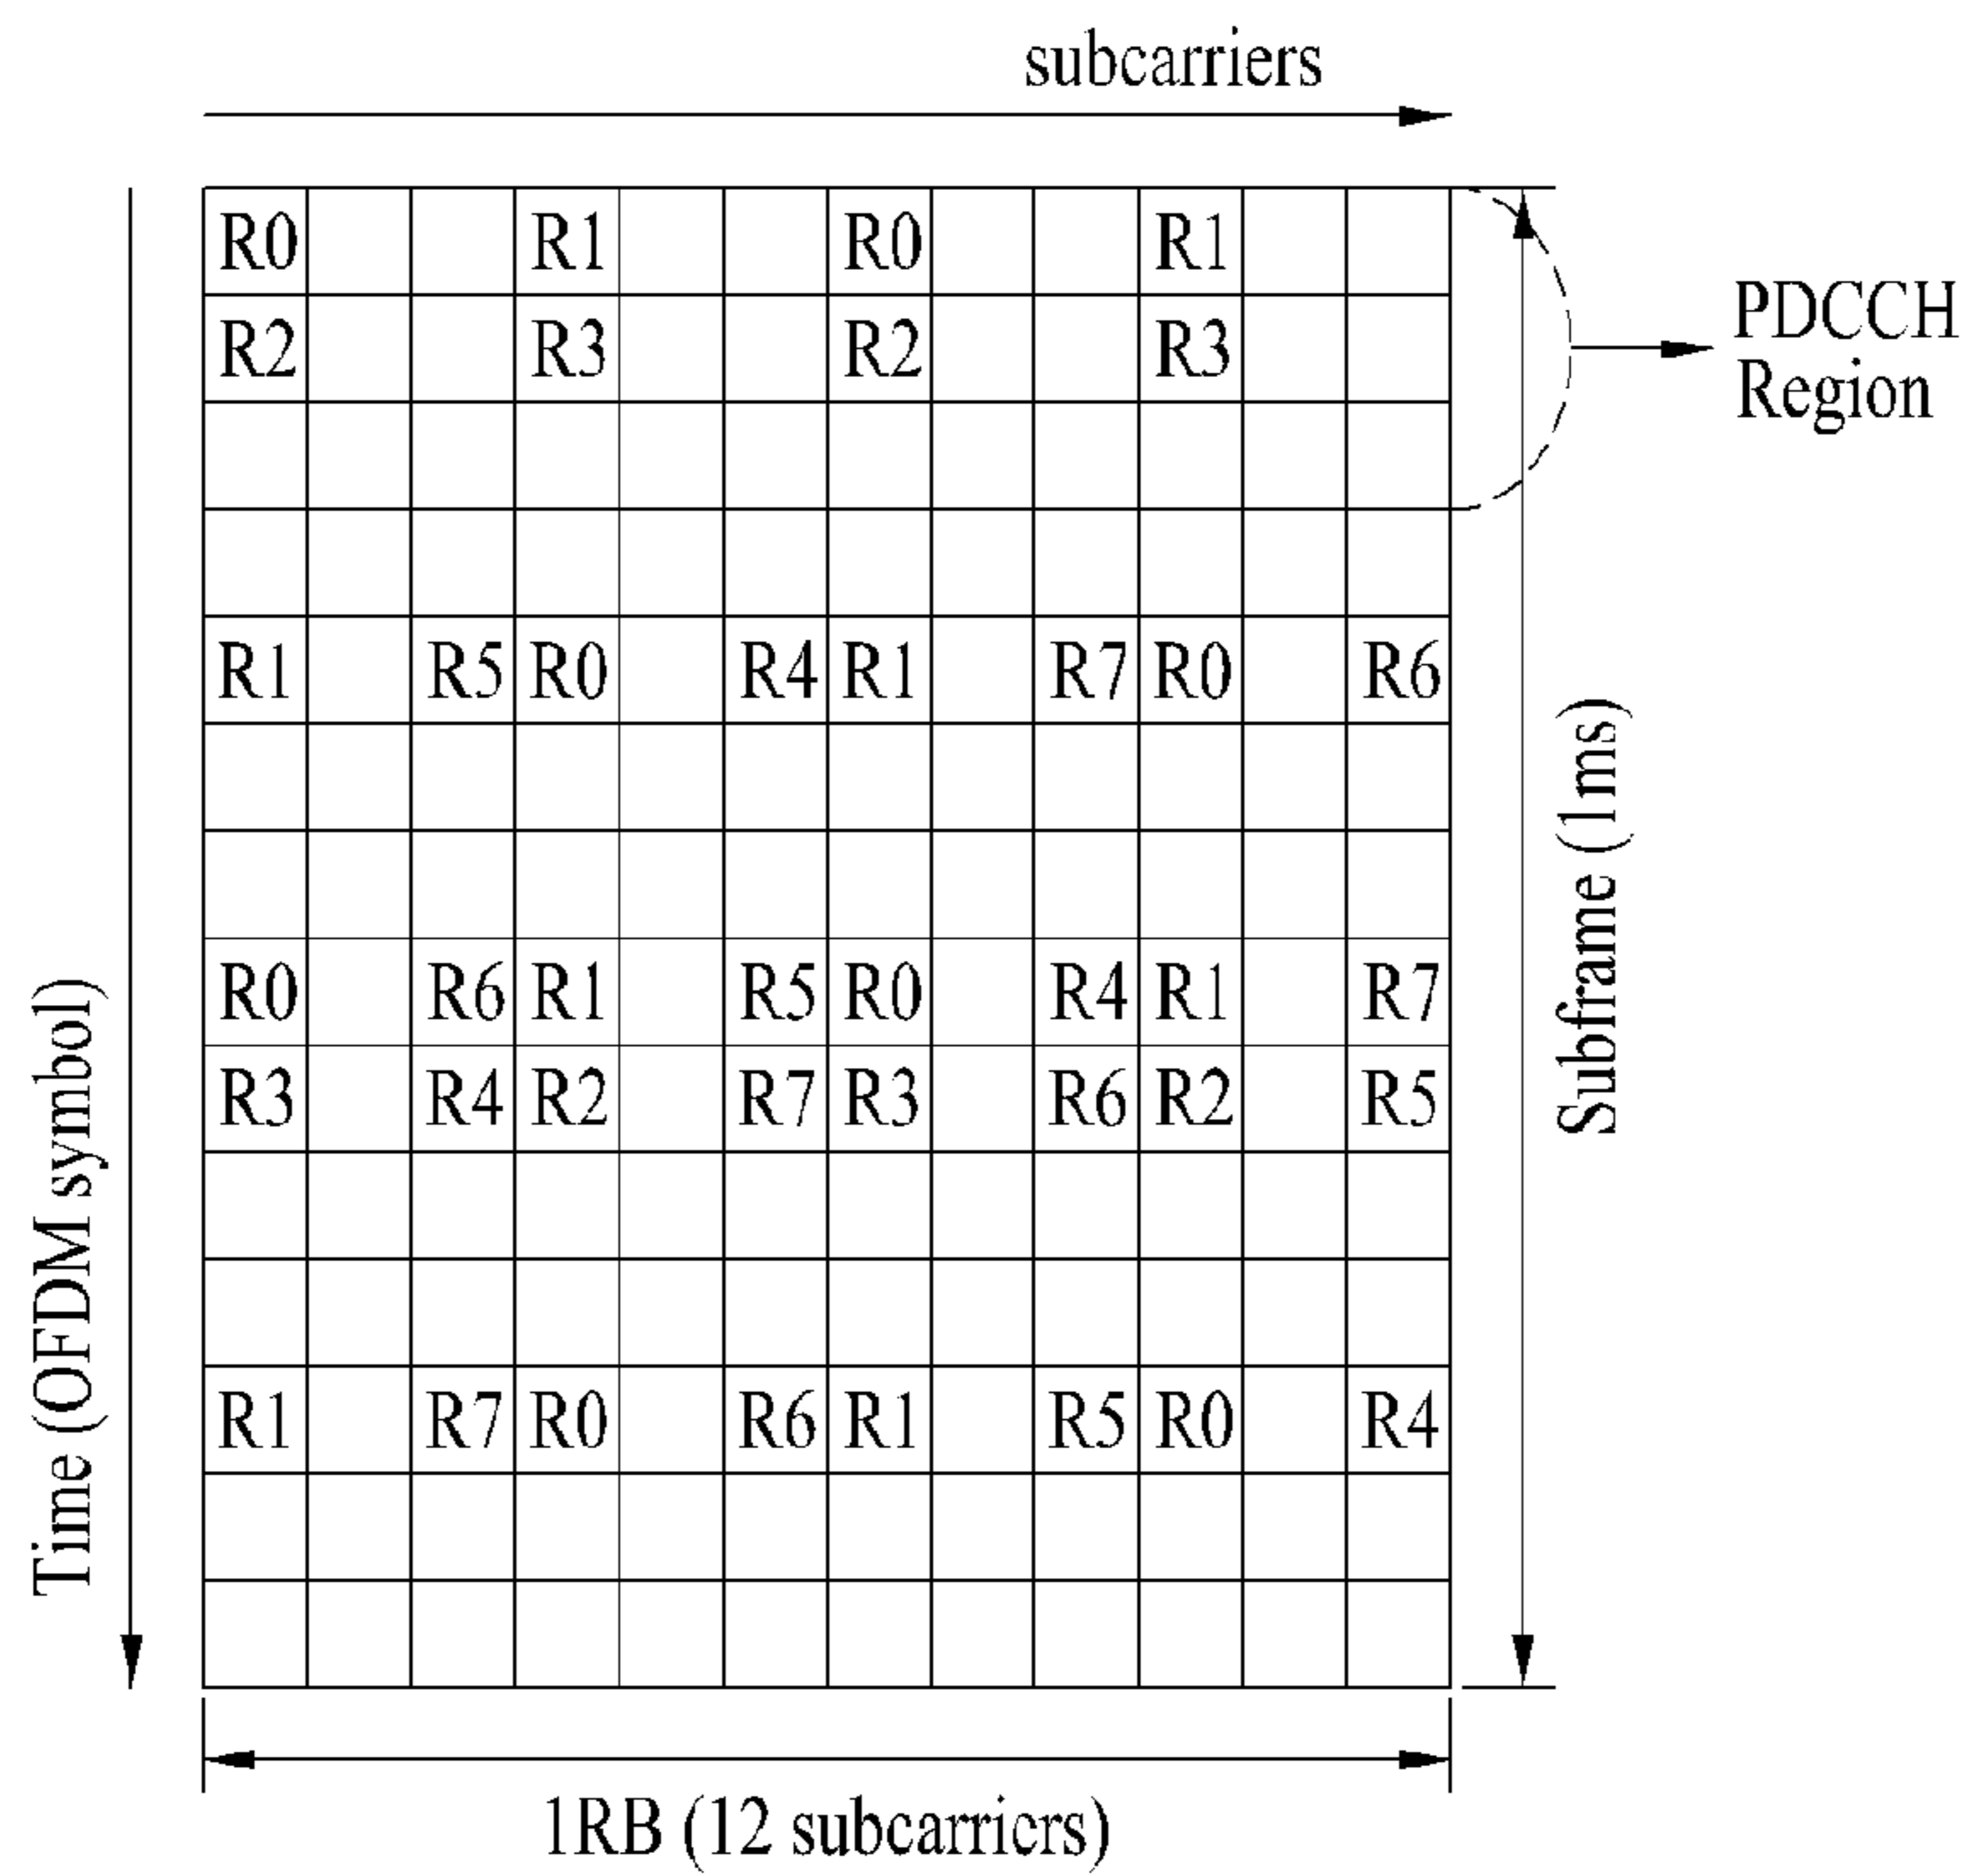 subcarriers
R0 R1 R0 R1
R2 R3 R2 R3
PDCCH
Region
R1 R5 R0 R4 R1 R7 R0 R6
R0 R6 R1 R5 R0 R4 R1 R7
R3 R4 R2 R7 R3 R6 R2 R5
R1 R7 R0 R6 R1 R5 R0 R4
Time (OFDM symbol)
Subframe (1ms)
1RB (12 subcarriers)